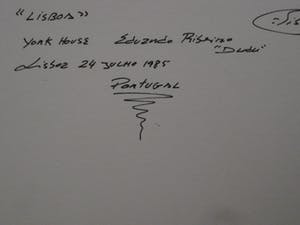 "LISBOA"
YORK HOUSE Eduardo Ribeiro
"Dudu"
Lisboa 24 JULHO 1985
PORTUGAL